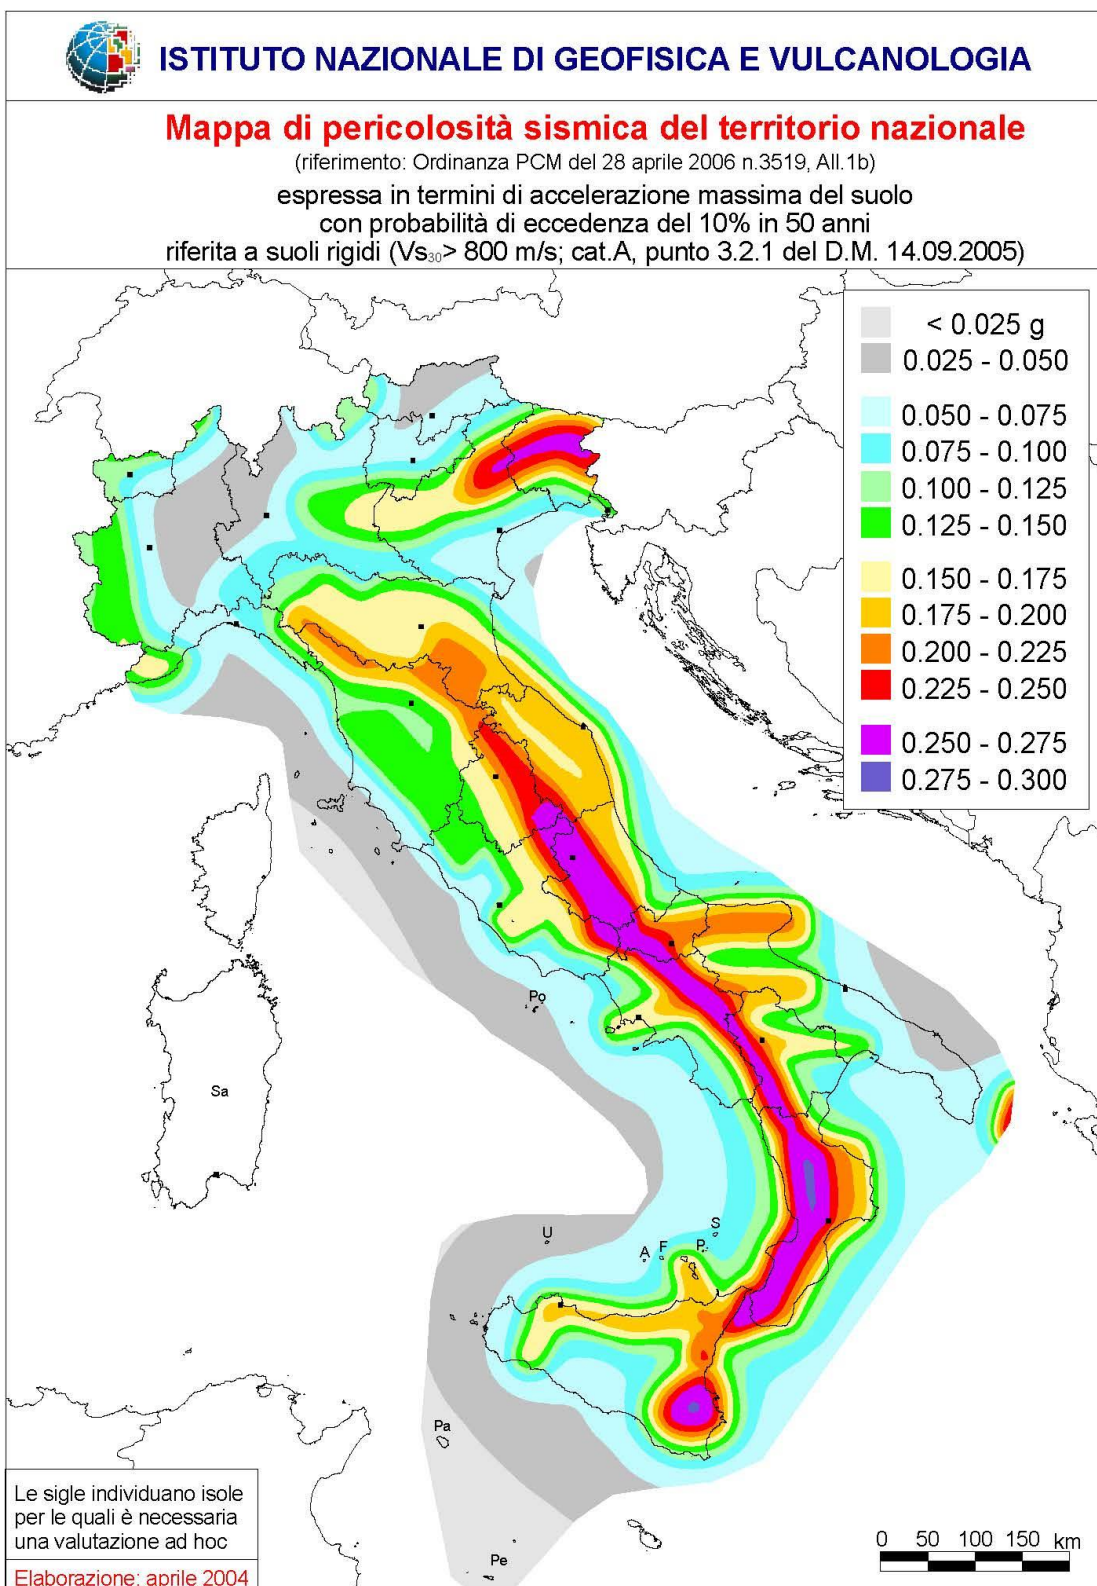 ISTITUTO NAZIONALE DI GEOFISICA E VULCANOLOGIA
Mappa di pericolosità sismica del territorio nazionale
(riferimento: Ordinanza PCM del 28 aprile 2006 n.3519, All.1b)
espressa in termini di accelerazione massima del suolo
con probabilità di eccedenza del 10% in 50 anni
riferita a suoli rigidi (Vs30> 800 m/s; cat.A, punto 3.2.1 del D.M. 14.09.2005)
< 0.025 g
0.025 - 0.050
0.050 - 0.075
0.075 - 0.100
0.100 - 0.125
0.125 - 0.150
0.150 - 0.175
0.175 - 0.200
0.200 - 0.225
0.225 - 0.250
0.250 - 0.275
0.275 - 0.300
Po
Sa
U
A
F
P
S
Pa
Pe
Le sigle individuano isole
per le quali è necessaria
una valutazione ad hoc
Elaborazione: aprile 2004
0 50 100 150 km